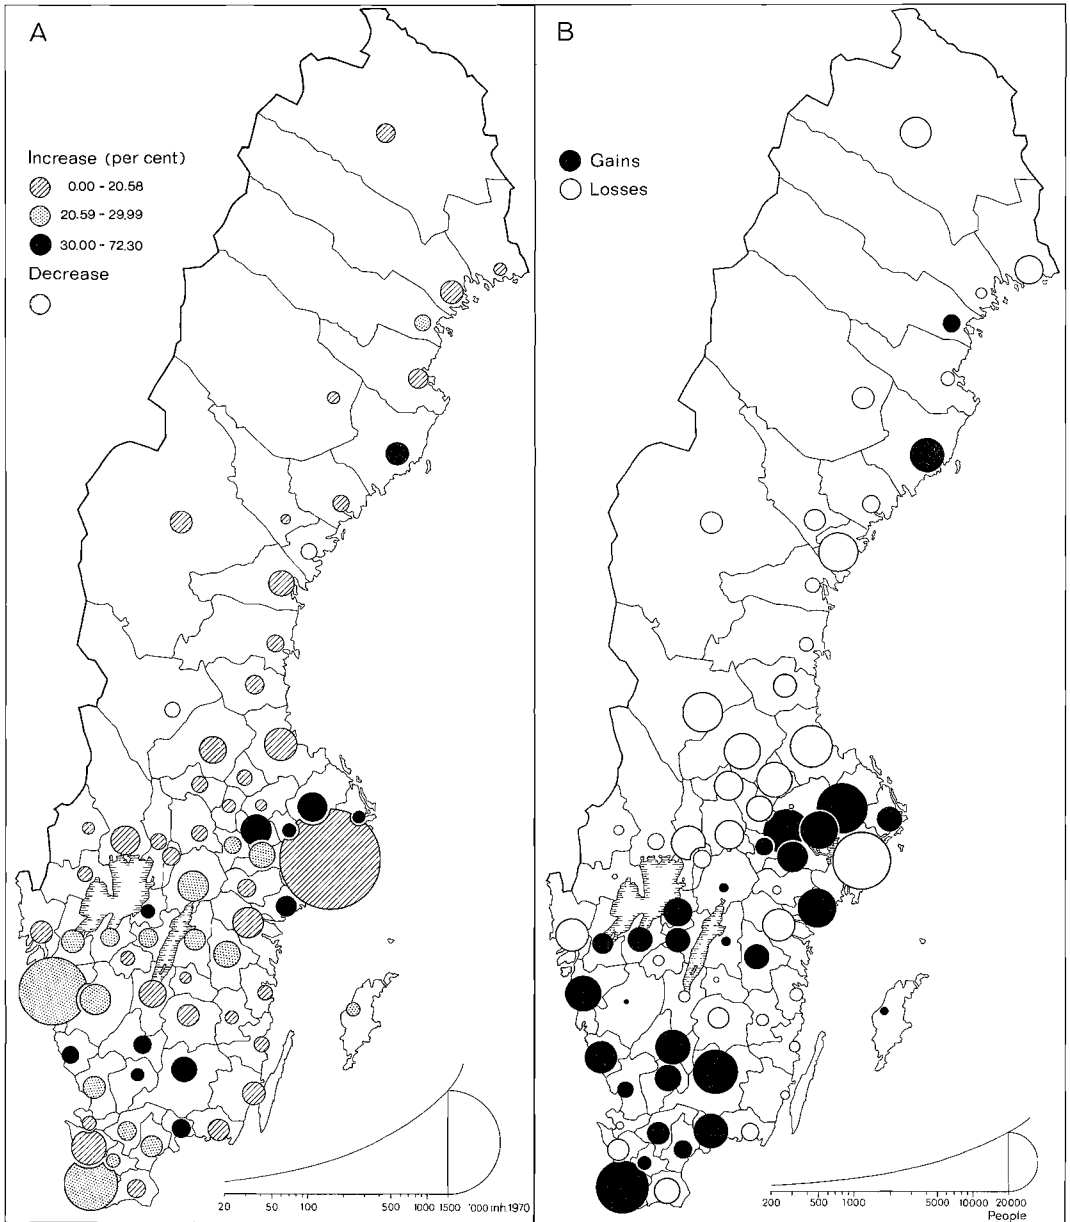 A
Increase (per cent)
0.00 - 20.58
20.59 - 29.99
30.00 - 72.30
Decrease
20 50 100 500 1000 1500 '000 inh.1970
B
Gains
Losses
200 500 1000 5000 10000 20000
People